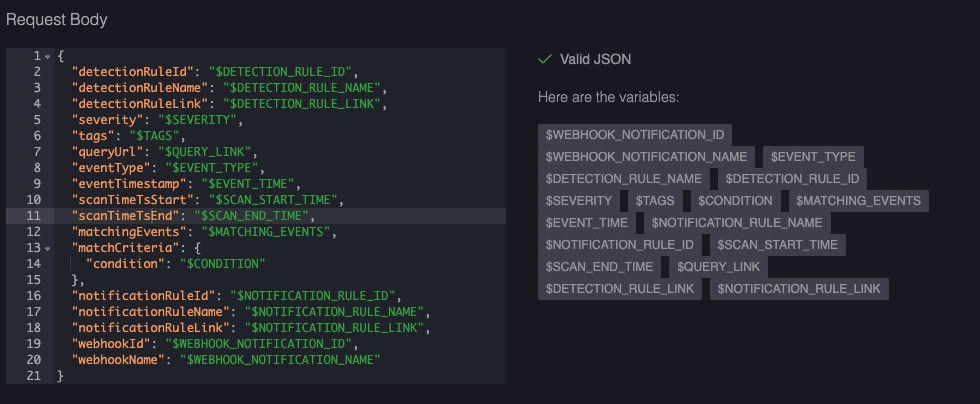 Request Body
1 {
2 "detectionRuleId": "$DETECTION_RULE_ID",
3 "detectionRuleName": "$DETECTION_RULE_NAME",
4 "detectionRuleLink": "$DETECTION_RULE_LINK",
5 "severity": "$SEVERITY",
6 "tags": "$TAGS",
7 "queryUrl": "$QUERY_LINK",
8 "eventType": "$EVENT_TYPE",
9 "eventTimestamp": "$EVENT_TIME",
10 "scanTimeTsStart": "$SCAN_START_TIME",
11 "scanTimeTsEnd": "$SCAN_END_TIME",
12 "matchingEvents": "$MATCHING_EVENTS",
13 "matchCriteria": {
14 "condition": "$CONDITION"
15 },
16 "notificationRuleId": "$NOTIFICATION_RULE_ID",
17 "notificationRuleName": "$NOTIFICATION_RULE_NAME",
18 "notificationRuleLink": "$NOTIFICATION_RULE_LINK",
19 "webhookId": "$WEBHOOK_NOTIFICATION_ID",
20 "webhookName": "$WEBHOOK_NOTIFICATION_NAME"
21 }
Valid JSON
Here are the variables:
$WEBHOOK_NOTIFICATION_ID
$WEBHOOK_NOTIFICATION_NAME $EVENT_TYPE
$DETECTION_RULE_NAME $DETECTION_RULE_ID
$SEVERITY $TAGS $CONDITION $MATCHING_EVENTS
$EVENT_TIME $NOTIFICATION_RULE_NAME
$NOTIFICATION_RULE_ID $SCAN_START_TIME
$SCAN_END_TIME $QUERY_LINK
$DETECTION_RULE_LINK $NOTIFICATION_RULE_LINK